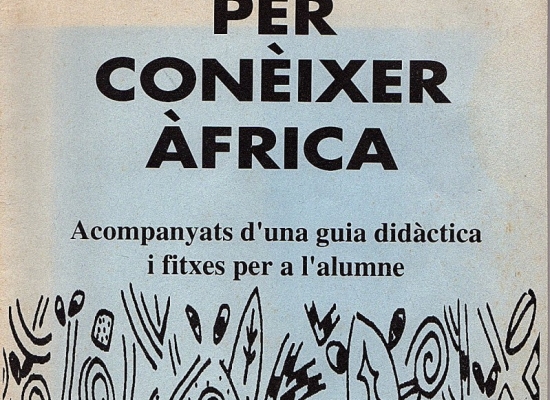 PER
CONÈIXER
ÀFRICA
Acompanyats d'una guia didàctica
i fitxes per a l'alumne